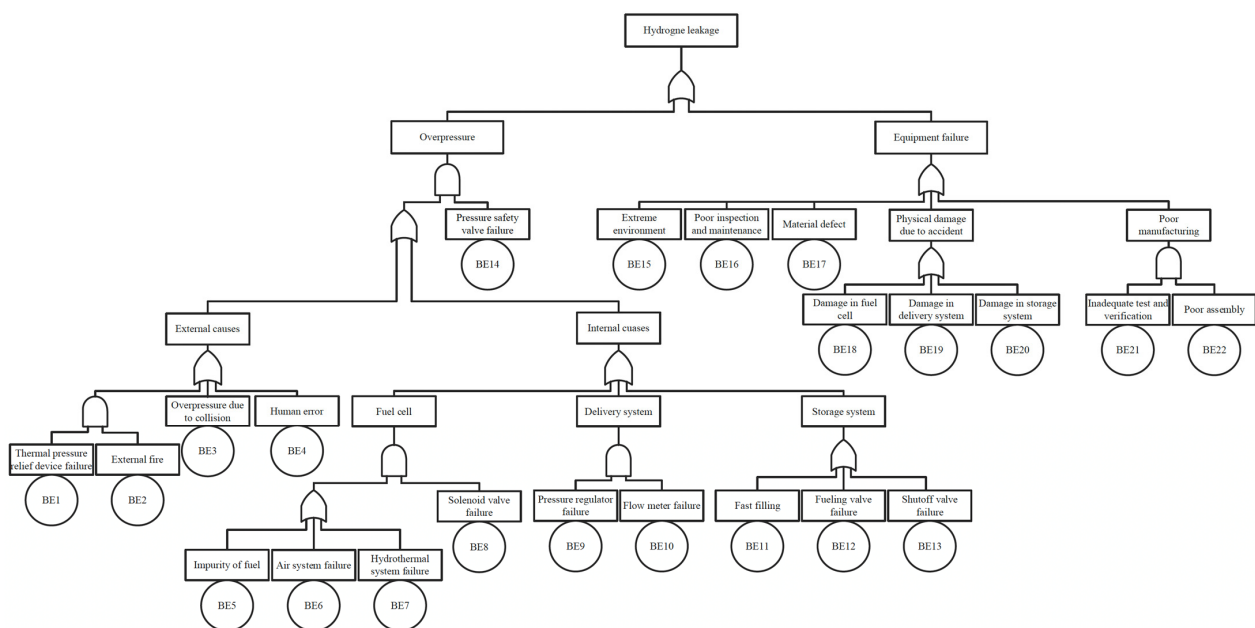 Hydrogne leakage
Overpressure
Equipment failure
Pressure safety
valve failure
BE14
Extreme
environment
BE15
Poor inspection
and maintenance
BE16
Material defect
BE17
Physical damage
due to accident
Poor
manufacturing
External causes
Internal cuases
Damage in fuel
cell
BE18
Damage in
delivery system
BE19
Damage in storage
system
BE20
Inadequate test and
verification
BE21
Poor assembly
BE22
Overpressure due
to collision
BE3
Human error
BE4
Fuel cell
Delivery system
Storage system
Thermal pressure
relief device failure
BE1
External fire
BE2
Solenoid valve
failure
BE8
Pressure regulator
failure
BE9
Flow meter failure
BE10
Fast filling
BE11
Fueling valve
failure
BE12
Shutoff valve
failure
BE13
Impurity of fuel
BE5
Air system failure
BE6
Hydrothermal
system failure
BE7